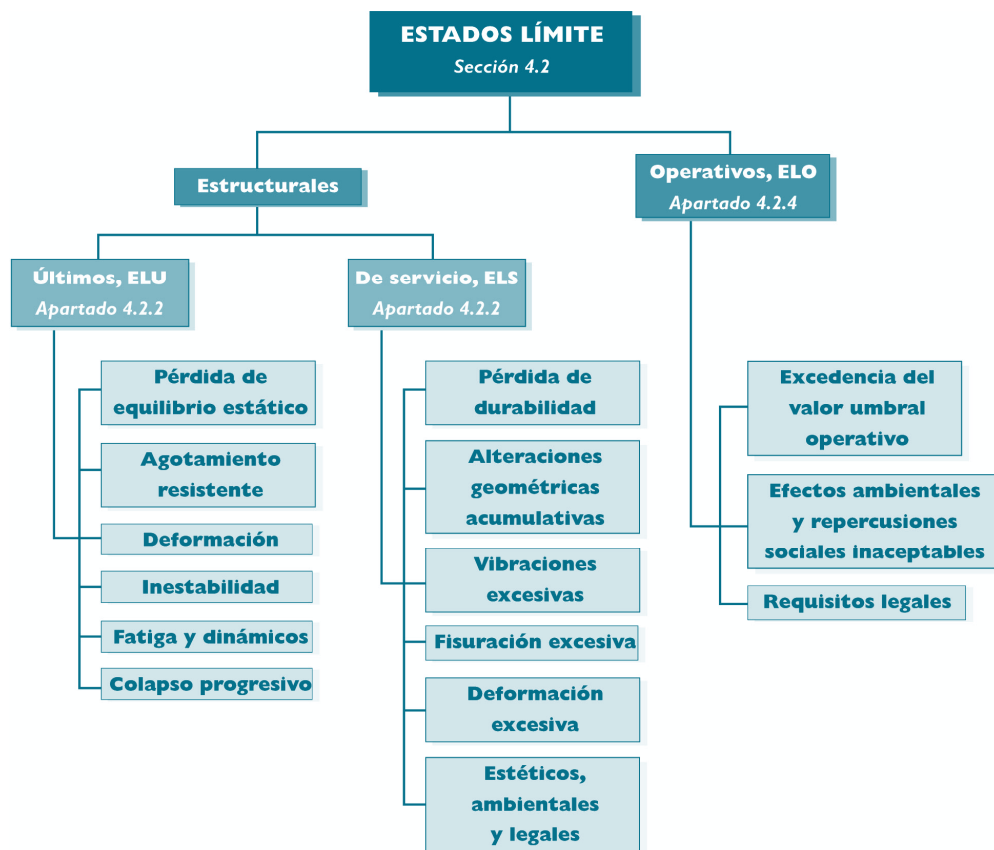 ESTADOS LÍMITE
Sección 4.2
Estructurales
Operativos, ELO
Apartado 4.2.4
Últimos, ELU
Apartado 4.2.2
De servicio, ELS
Apartado 4.2.2
Pérdida de
equilibrio estático
Agotamiento
resistente
Deformación
Inestabilidad
Fatiga y dinámicos
Colapso progresivo
Pérdida de
durabilidad
Alteraciones
geométricas
acumulativas
Vibraciones
excesivas
Fisuración excesiva
Deformación
excesiva
Estéticos,
ambientales
y legales
Excedencia del
valor umbral
operativo
Efectos ambientales
y repercusiones
sociales inaceptables
Requisitos legales